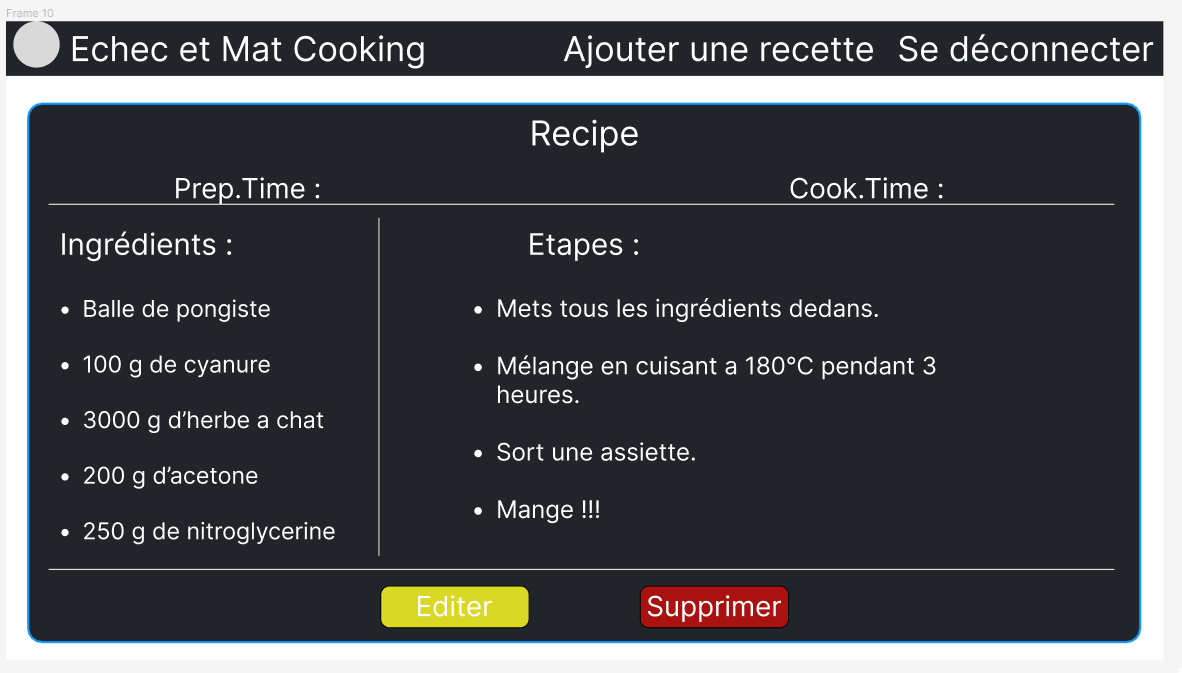 Frame 10
Echec et Mat Cooking
Ajouter une recette
Se déconnecter
Recipe
Prep.Time :
Cook.Time :
Ingrédients :
• Balle de pongiste
• 100 g de cyanure
• 3000 g d’herbe a chat
• 200 g d’acetone
• 250 g de nitroglycerine
Etapes :
• Mets tous les ingrédients dedans.
• Mélange en cuisant a 180°C pendant 3
heures.
• Sort une assiette.
• Mange !!!
Editer
Supprimer